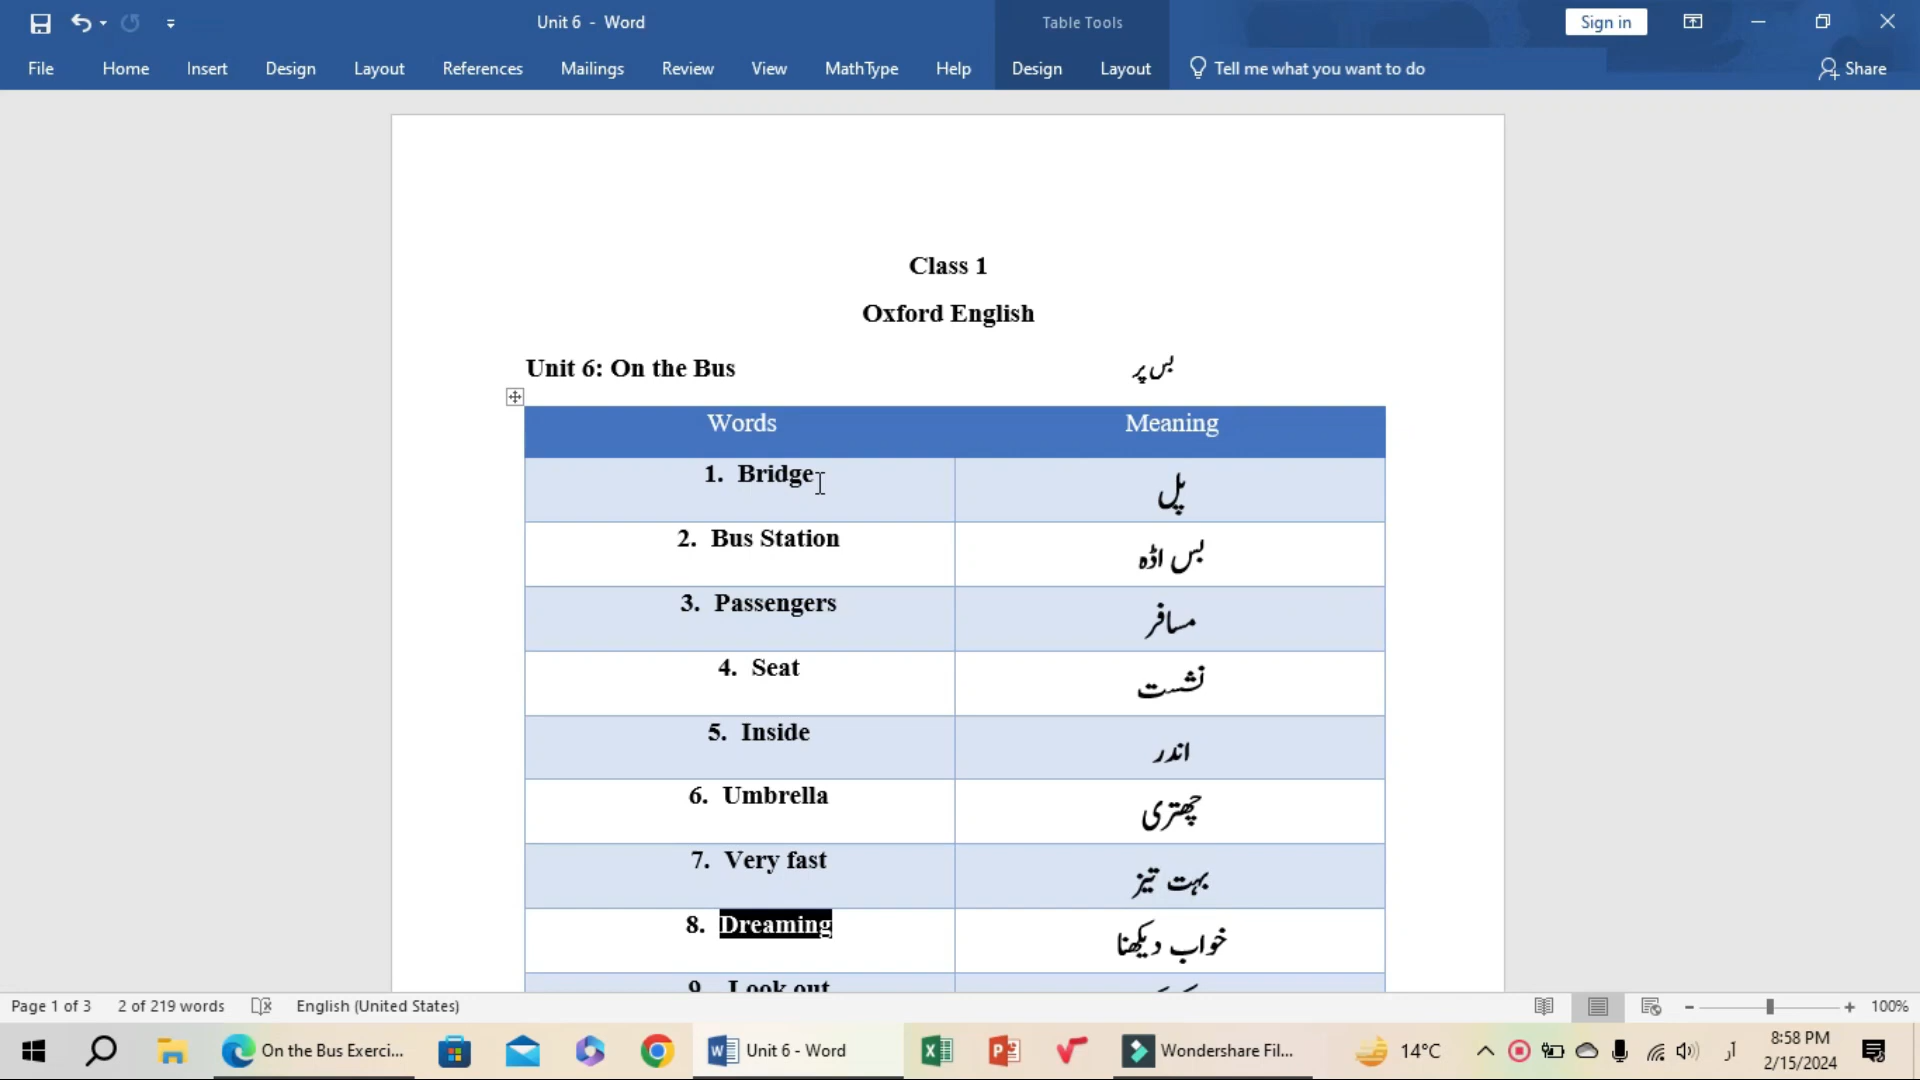 Unit 6 - Word
Table Tools
Sign in
File Home Insert Design Layout References Mailings Review View MathType Help Design Layout Tell me what you want to do Share
Class 1
Oxford English
Unit 6: On the Bus بس پر
Words Meaning
1. Bridge پل
2. Bus Station بس اڈہ
3. Passengers مسافر
4. Seat نشست
5. Inside اندر
6. Umbrella چھتری
7. Very fast بہت تیز
8. Dreaming خواب دیکھنا
9. Look out
Page 1 of 3 2 of 219 words English (United States) 100%
On the Bus Exerci... Unit 6 - Word Wondershare Fil... 14°C 8:58 PM
2/15/2024